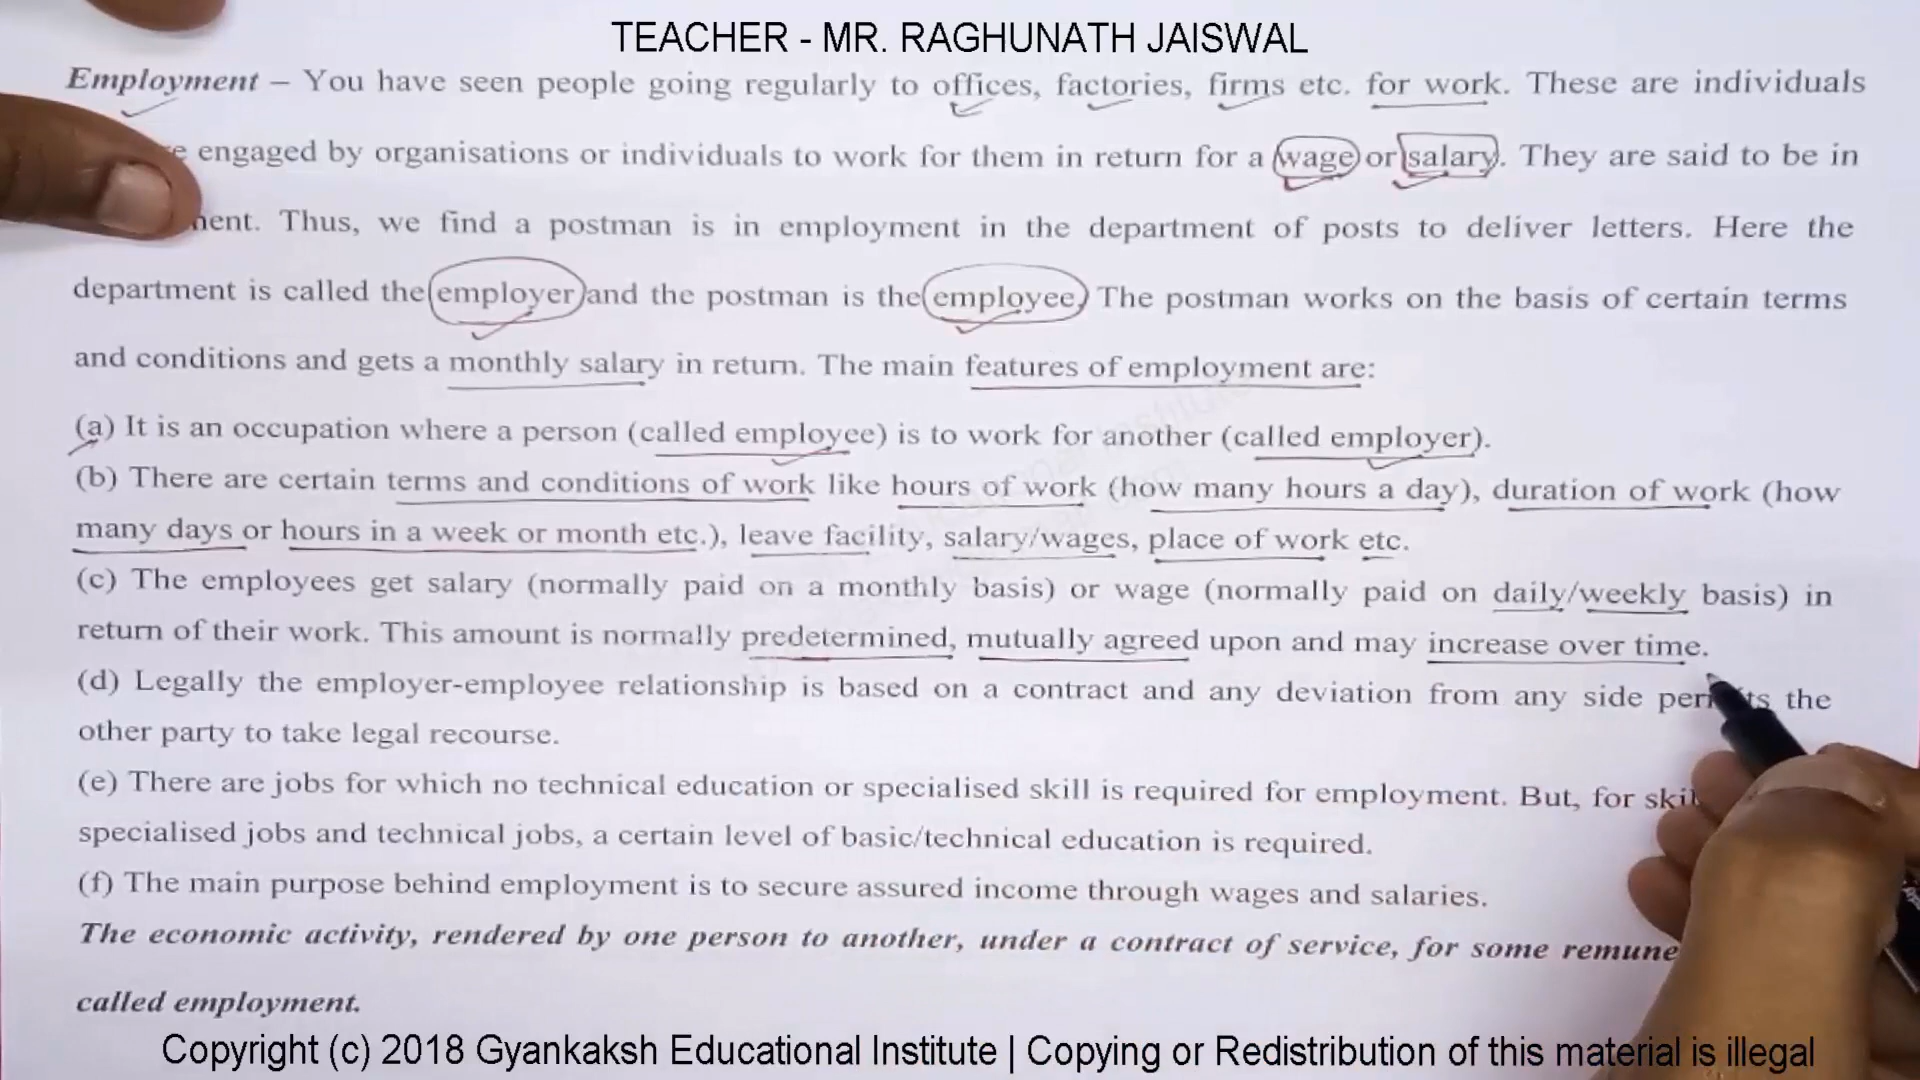 TEACHER - MR. RAGHUNATH JAISWAL
Employment – You have seen people going regularly to offices, factories, firms etc. for work. These are individuals
engaged by organisations or individuals to work for them in return for a wage or salary. They are said to be in
Thus, we find a postman is in employment in the department of posts to deliver letters. Here the
department is called the employer and the postman is the employee. The postman works on the basis of certain terms
and conditions and gets a monthly salary in return. The main features of employment are:
(a) It is an occupation where a person (called employee) is to work for another (called employer).
(b) There are certain terms and conditions of work like hours of work (how many hours a day), duration of work (how
many days or hours in a week or month etc.), leave facility, salary/wages, place of work etc.
(c) The employees get salary (normally paid on a monthly basis) or wage (normally paid on daily/weekly basis) in
return of their work. This amount is normally predetermined, mutually agreed upon and may increase over time.
(d) Legally the employer-employee relationship is based on a contract and any deviation from any side the
other party to take legal recourse.
(e) There are jobs for which no technical education or specialised skill is required for employment. But, for
specialised jobs and technical jobs, a certain level of basic/technical education is required.
(f) The main purpose behind employment is to secure assured income through wages and salaries.
The economic activity, rendered by one person to another, under a contract of service, for some
called employment.
Copyright (c) 2018 Gyankaksh Educational Institute | Copying or Redistribution of this material is illegal